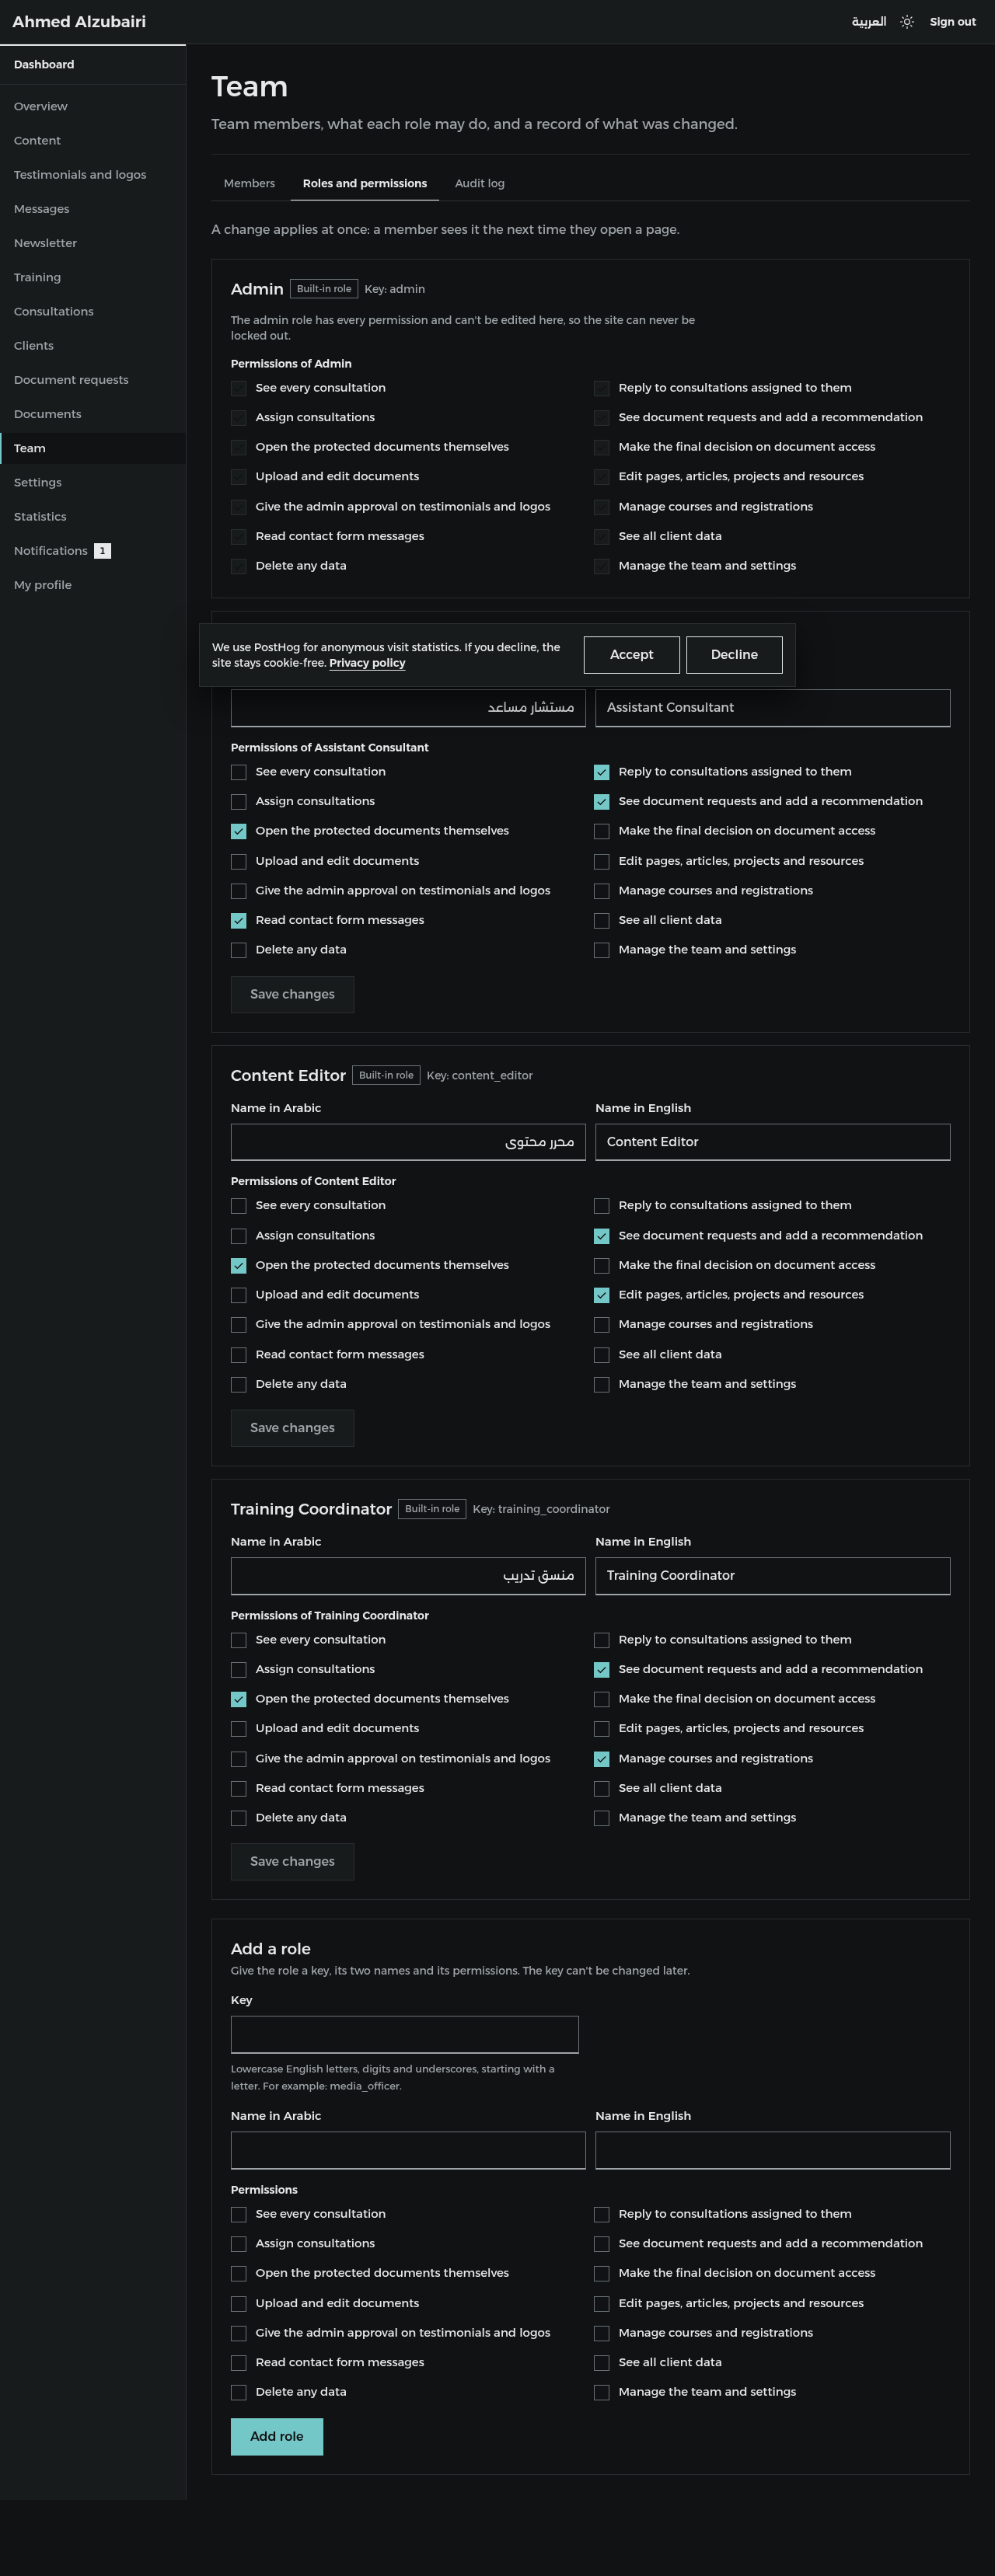 Ahmed Alzubairi
العربية
Sign out
Dashboard
Overview
Content
Testimonials and logos
Messages
Newsletter
Training
Consultations
Clients
Document requests
Documents
Team
Settings
Statistics
Notifications 1
My profile
Team
Team members, what each role may do, and a record of what was changed.
Members
Roles and permissions
Audit log
A change applies at once: a member sees it the next time they open a page.
Admin Built-in role Key: admin
The admin role has every permission and can't be edited here, so the site can never be
locked out.
Permissions of Admin
See every consultation
Reply to consultations assigned to them
Assign consultations
See document requests and add a recommendation
Open the protected documents themselves
Make the final decision on document access
Upload and edit documents
Edit pages, articles, projects and resources
Give the admin approval on testimonials and logos
Manage courses and registrations
Read contact form messages
See all client data
Delete any data
Manage the team and settings
We use PostHog for anonymous visit statistics. If you decline, the
site stays cookie-free. Privacy policy
Accept
Decline
مستشار مساعد
Assistant Consultant
Permissions of Assistant Consultant
See every consultation
Reply to consultations assigned to them
Assign consultations
See document requests and add a recommendation
Open the protected documents themselves
Make the final decision on document access
Upload and edit documents
Edit pages, articles, projects and resources
Give the admin approval on testimonials and logos
Manage courses and registrations
Read contact form messages
See all client data
Delete any data
Manage the team and settings
Save changes
Content Editor Built-in role Key: content_editor
Name in Arabic
Name in English
محرر محتوى
Content Editor
Permissions of Content Editor
See every consultation
Reply to consultations assigned to them
Assign consultations
See document requests and add a recommendation
Open the protected documents themselves
Make the final decision on document access
Upload and edit documents
Edit pages, articles, projects and resources
Give the admin approval on testimonials and logos
Manage courses and registrations
Read contact form messages
See all client data
Delete any data
Manage the team and settings
Save changes
Training Coordinator Built-in role Key: training_coordinator
Name in Arabic
Name in English
منسق تدريب
Training Coordinator
Permissions of Training Coordinator
See every consultation
Reply to consultations assigned to them
Assign consultations
See document requests and add a recommendation
Open the protected documents themselves
Make the final decision on document access
Upload and edit documents
Edit pages, articles, projects and resources
Give the admin approval on testimonials and logos
Manage courses and registrations
Read contact form messages
See all client data
Delete any data
Manage the team and settings
Save changes
Add a role
Give the role a key, its two names and its permissions. The key can't be changed later.
Key
Lowercase English letters, digits and underscores, starting with a
letter. For example: media_officer.
Name in Arabic
Name in English
Permissions
See every consultation
Reply to consultations assigned to them
Assign consultations
See document requests and add a recommendation
Open the protected documents themselves
Make the final decision on document access
Upload and edit documents
Edit pages, articles, projects and resources
Give the admin approval on testimonials and logos
Manage courses and registrations
Read contact form messages
See all client data
Delete any data
Manage the team and settings
Add role